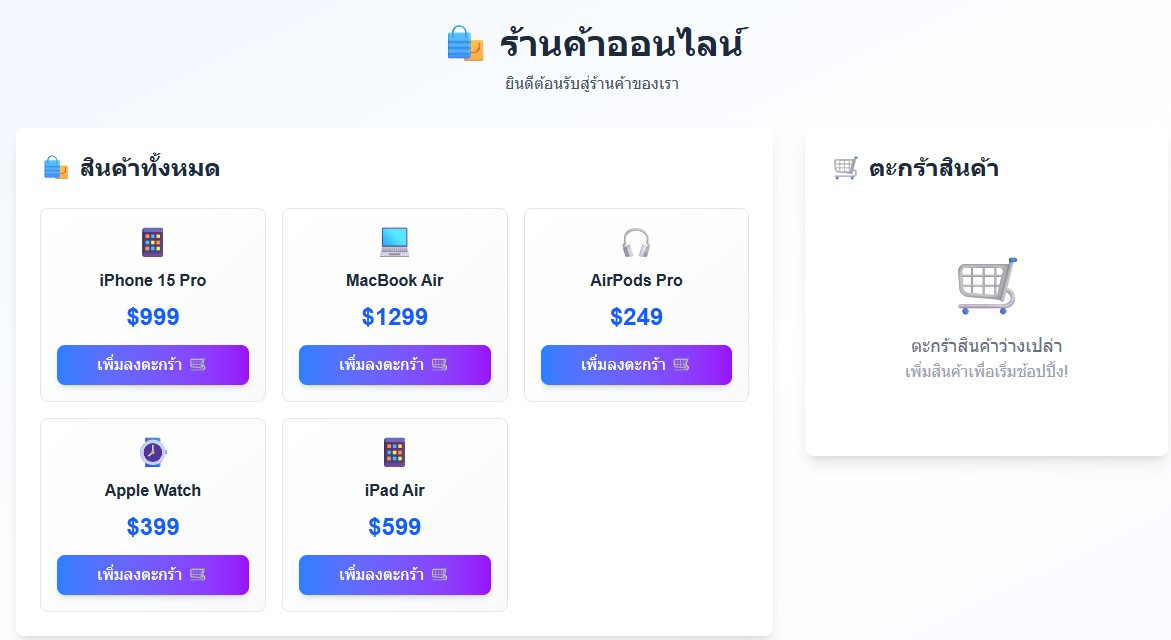 ร้านค้าออนไลน์
ยินดีต้อนรับสู่ร้านค้าของเรา
สินค้าทั้งหมด
iPhone 15 Pro
$999
เพิ่มลงตะกร้า
MacBook Air
$1299
เพิ่มลงตะกร้า
AirPods Pro
$249
เพิ่มลงตะกร้า
Apple Watch
$399
เพิ่มลงตะกร้า
iPad Air
$599
เพิ่มลงตะกร้า
ตะกร้าสินค้า
ตะกร้าสินค้าว่างเปล่า
เพิ่มสินค้าเพื่อเริ่มช้อปปิ้ง!